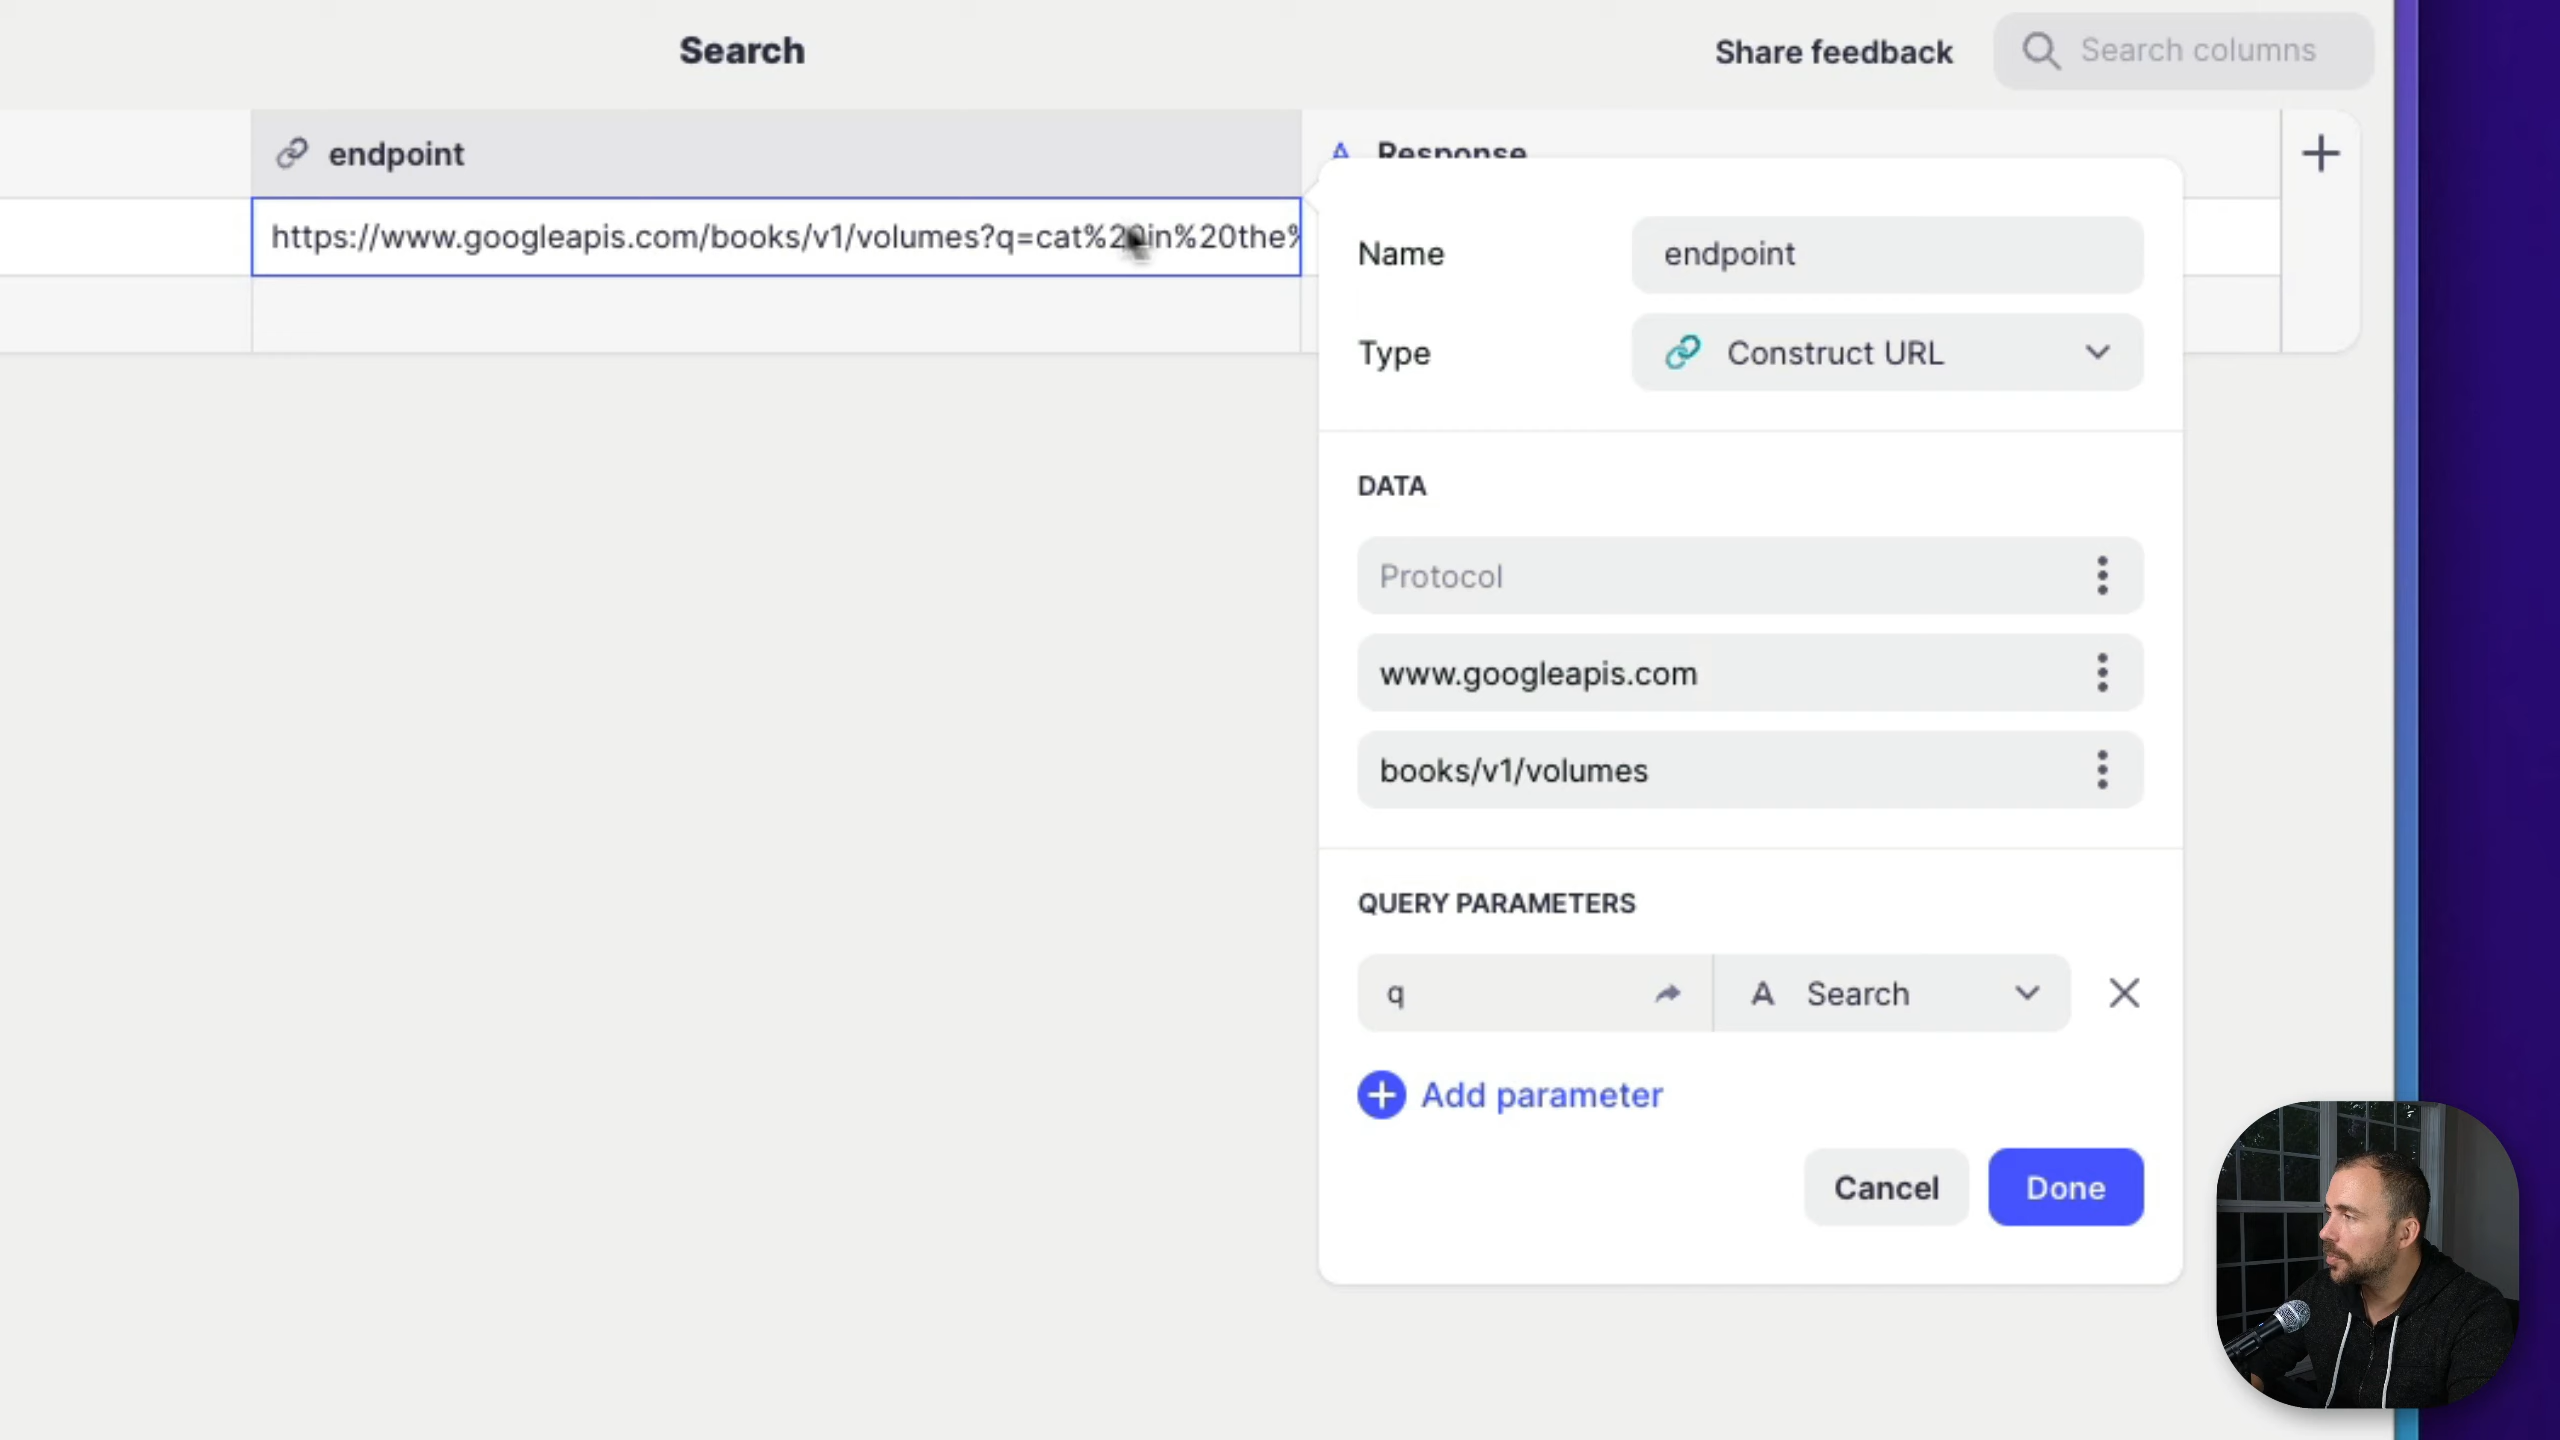 Search
Share feedback
Search columns
endpoint
Response
https://www.googleapis.com/books/v1/volumes?q=cat%20in%20the%
Name
endpoint
Type
Construct URL
DATA
Protocol
www.googleapis.com
books/v1/volumes
QUERY PARAMETERS
q
A Search
Add parameter
Cancel
Done